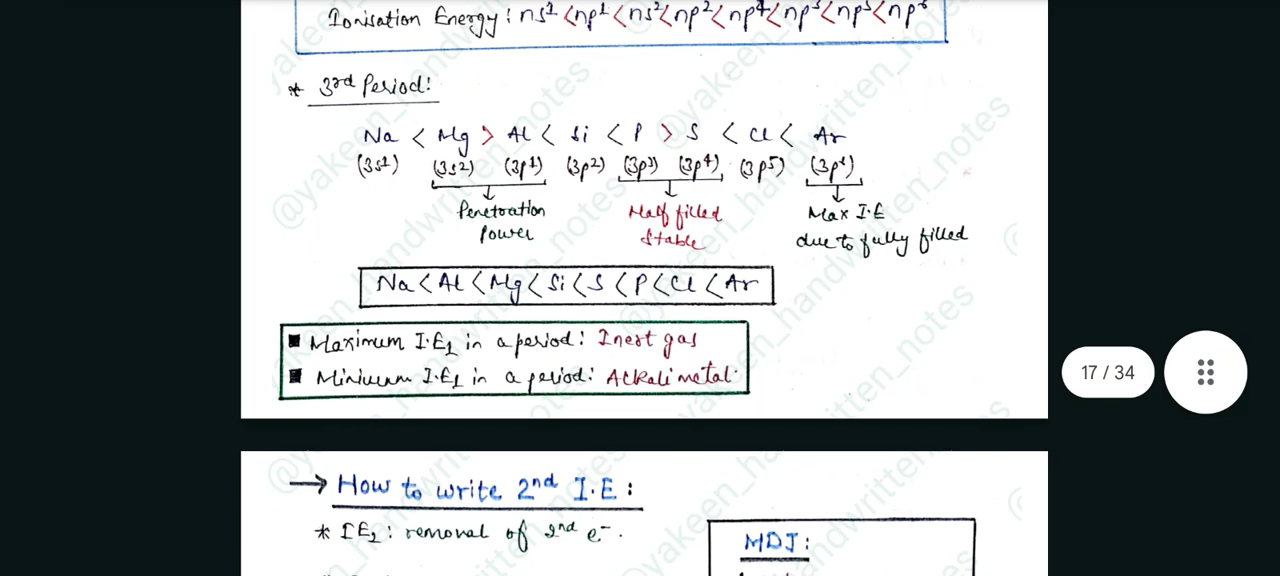 Ionisation Energy: ns1 < np1 < ns2 < np2 < np4 < np3 < np5 < np6
* 3rd Period:
Na < Mg > Al < Si < P > S < Cl < Ar
(3s1) (3s2) (3p1) (3p2) (3p3) (3p4) (3p5) (3p6)
Penetration Power
Half filled Stable
Max I.E due to fully filled
Na < Al < Mg < Si < S < P < Cl < Ar
■ Maximum I.E1 in a period: Inert gas
■ Minimum I.E1 in a period: Alkali metal.
17 / 34
→ How to write 2nd I.E :
* IE2 : removal of 2nd e-.
MDJ:
@yakeen_handwritten_notes